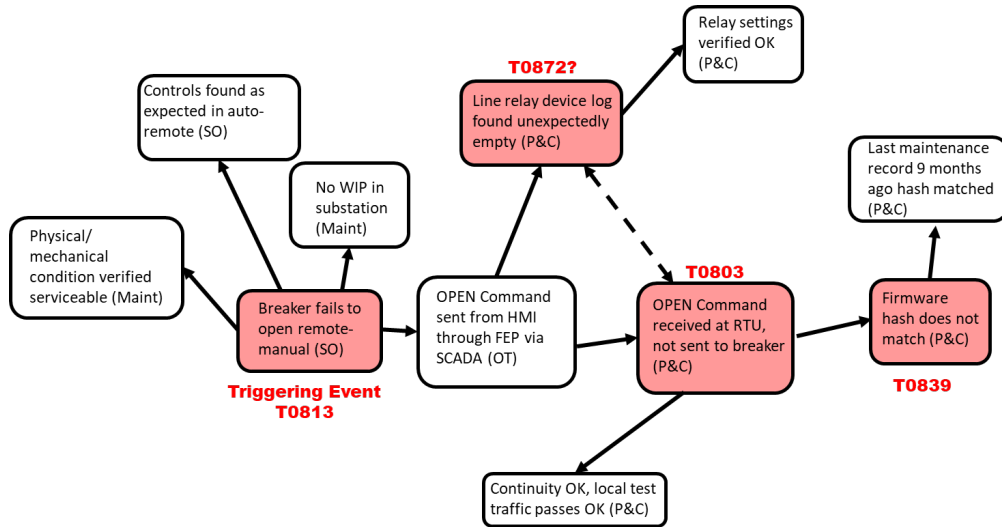 Controls found as
expected in auto-
remote (SO)
No WIP in
substation
(Maint)
Physical/
mechanical
condition verified
serviceable (Maint)
Breaker fails to
open remote-
manual (SO)
Triggering Event
T0813
OPEN Command
sent from HMI
through FEP via
SCADA (OT)
T0872?
Line relay device log
found unexpectedly
empty (P&C)
Relay settings
verified OK
(P&C)
T0803
OPEN Command
received at RTU,
not sent to breaker
(P&C)
Continuity OK, local test
traffic passes OK (P&C)
Last maintenance
record 9 months
ago hash matched
(P&C)
Firmware
hash does not
match (P&C)
T0839